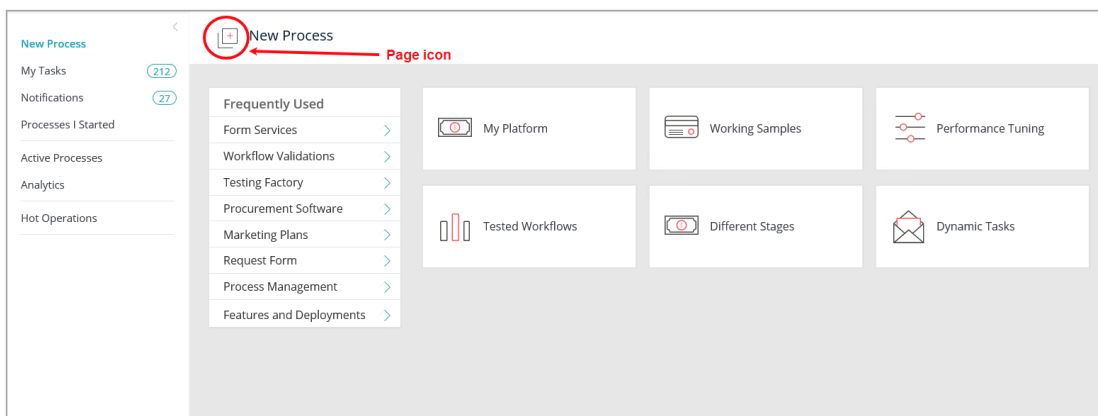 New Process
My Tasks 212
Notifications 27
Processes I Started
Active Processes
Analytics
Hot Operations
New Process
Page icon
Frequently Used
Form Services
Workflow Validations
Testing Factory
Procurement Software
Marketing Plans
Request Form
Process Management
Features and Deployments
My Platform
Working Samples
Performance Tuning
Tested Workflows
Different Stages
Dynamic Tasks